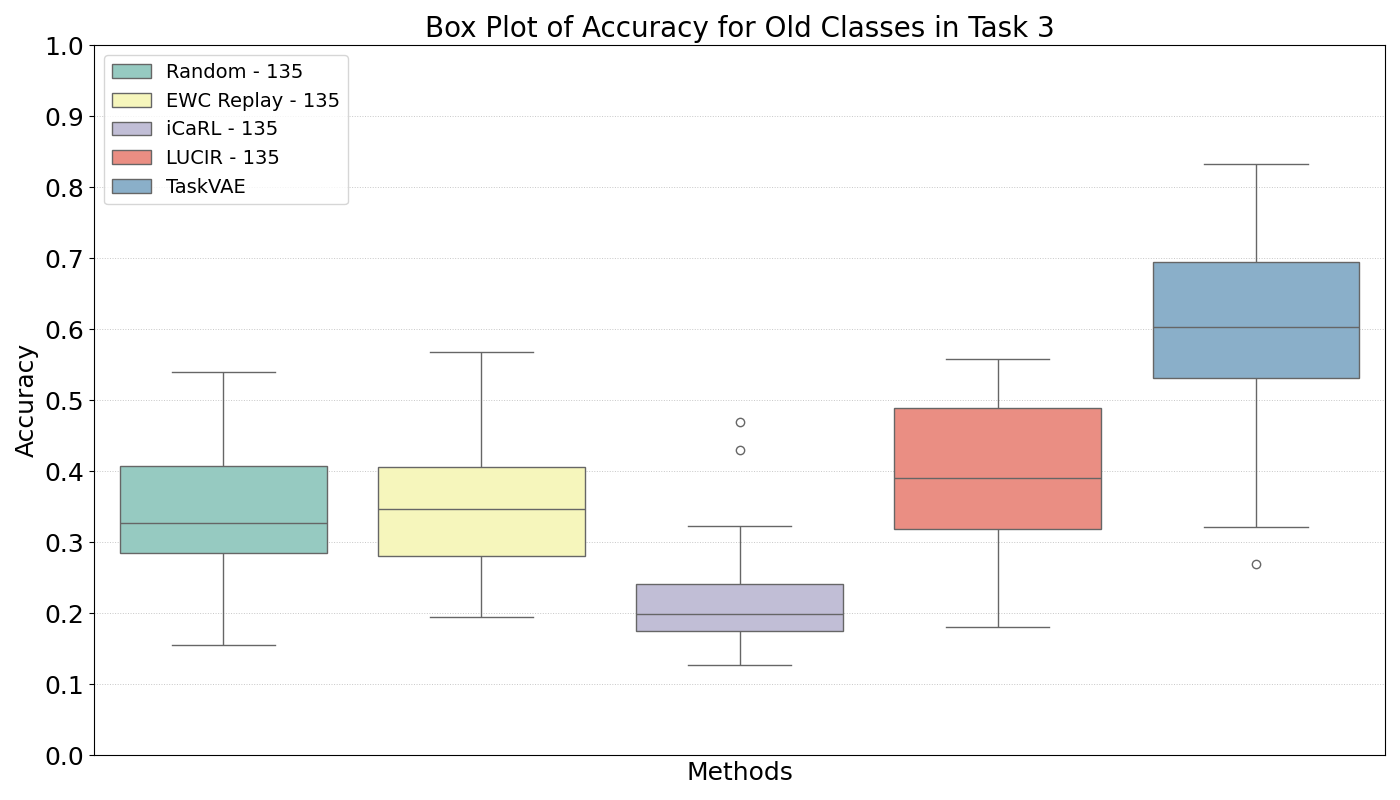 Box Plot of Accuracy for Old Classes in Task 3
1.0
0.9
0.8
0.7
0.6
0.5
0.4
0.3
0.2
0.1
0.0
Accuracy
Random - 135
EWC Replay - 135
iCaRL - 135
LUCIR - 135
TaskVAE
Methods